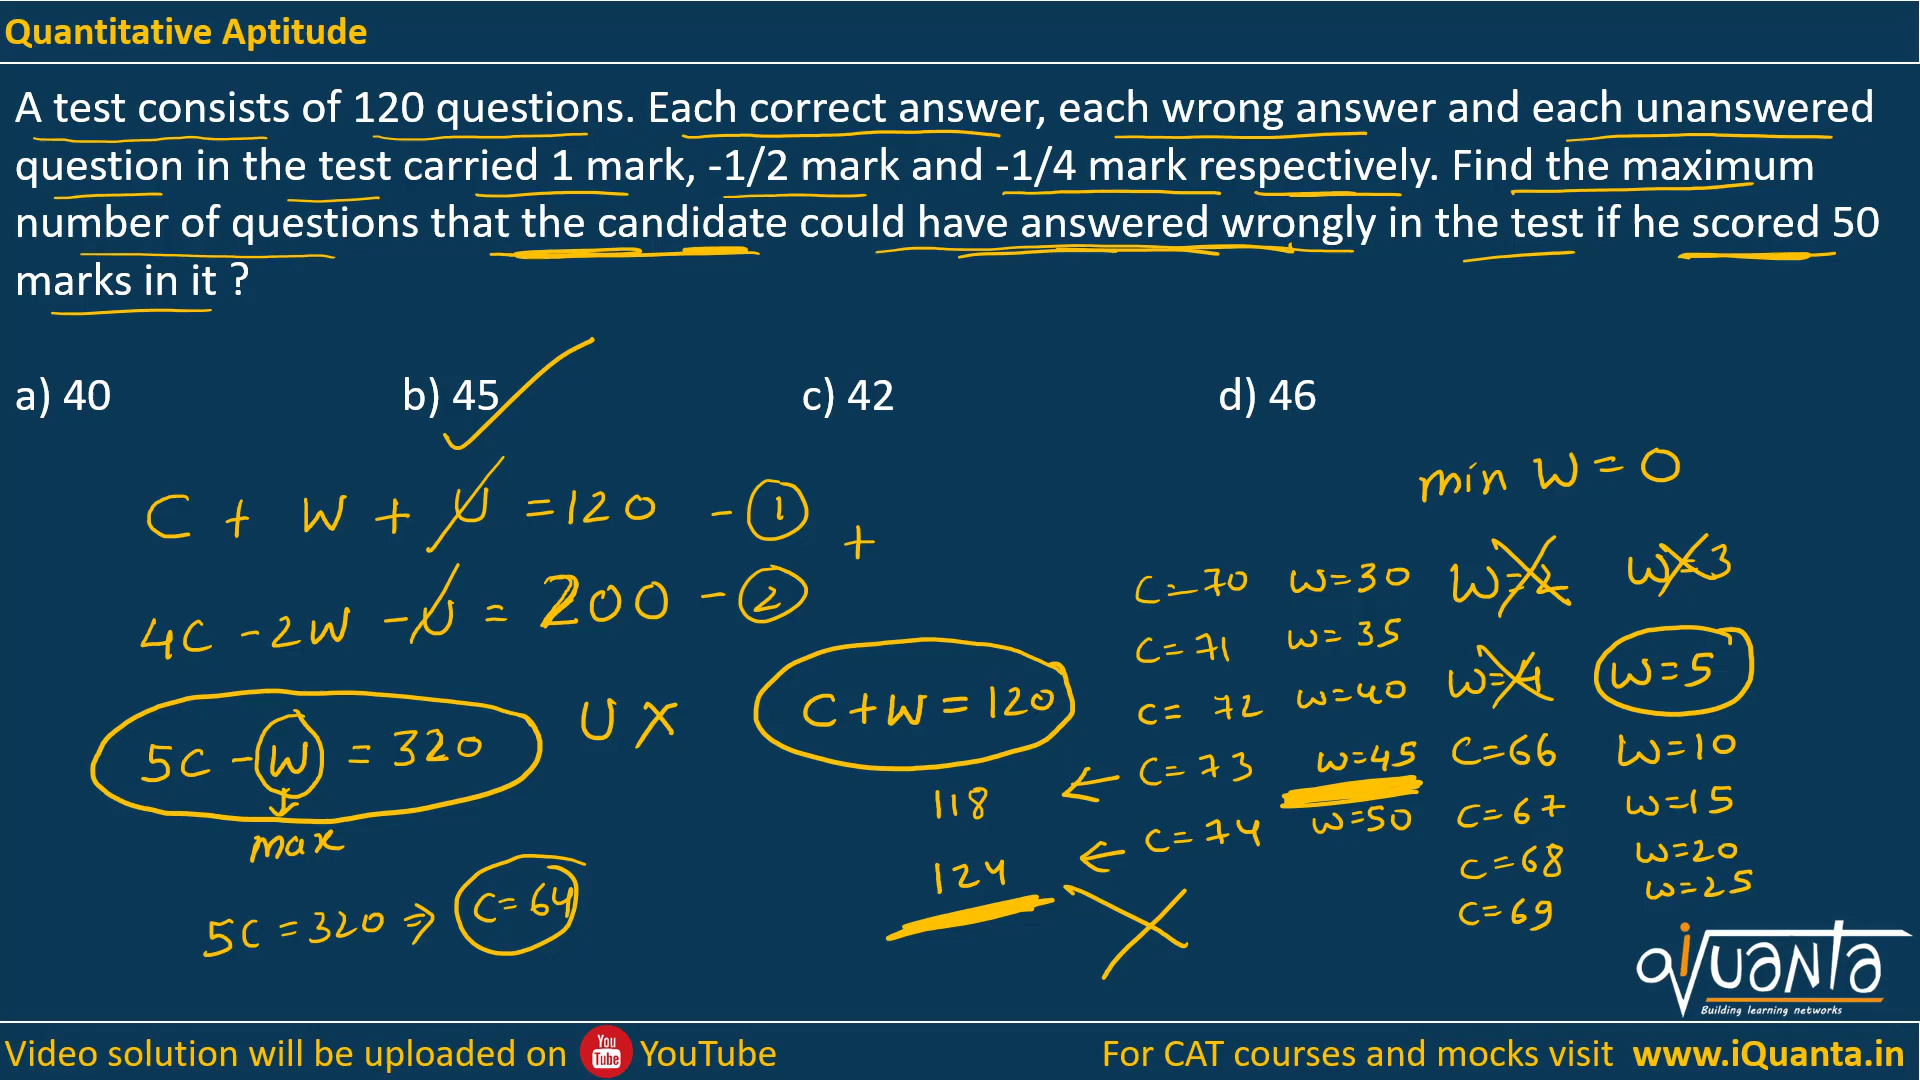 Quantitative Aptitude
A test consists of 120 questions. Each correct answer, each wrong answer and each unanswered
question in the test carried 1 mark, -1/2 mark and -1/4 mark respectively. Find the maximum
number of questions that the candidate could have answered wrongly in the test if he scored 50
marks in it ?
a) 40 b) 45 c) 42 d) 46
min W = 0
C + W + U = 120 - ①
+
4C - 2W - U = 200 - ②
5C - W = 320
max
U X
5C = 320 ⇒ C = 64
C + W = 120
118
124
C = 70 W = 30
C = 71 W = 35
C = 72 W = 40
C = 73 W = 45
C = 74 W = 50
W = 2 W = 3
W = 4 W = 5
C = 66 W = 10
C = 67 W = 15
C = 68 W = 20
C = 69 W = 25
iQuanta
Building learning networks
Video solution will be uploaded on You Tube YouTube
For CAT courses and mocks visit www.iQuanta.in